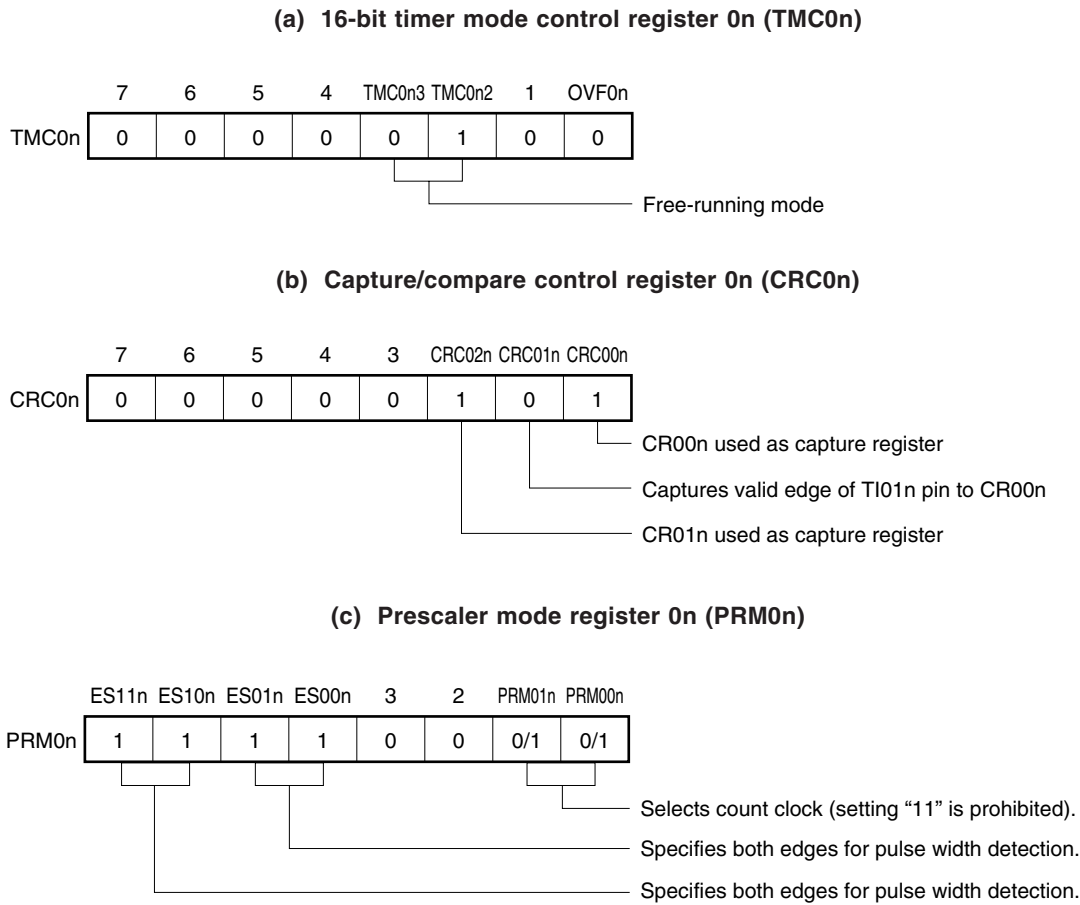 (a) 16-bit timer mode control register 0n (TMC0n)
7 6 5 4 TMC0n3 TMC0n2 1 OVF0n
TMC0n 0 0 0 0 0 1 0 0
Free-running mode
(b) Capture/compare control register 0n (CRC0n)
7 6 5 4 3 CRC02n CRC01n CRC00n
CRC0n 0 0 0 0 0 1 0 1
CR00n used as capture register
Captures valid edge of TI01n pin to CR00n
CR01n used as capture register
(c) Prescaler mode register 0n (PRM0n)
ES11n ES10n ES01n ES00n 3 2 PRM01n PRM00n
PRM0n 1 1 1 1 0 0 0/1 0/1
Selects count clock (setting “11” is prohibited).
Specifies both edges for pulse width detection.
Specifies both edges for pulse width detection.